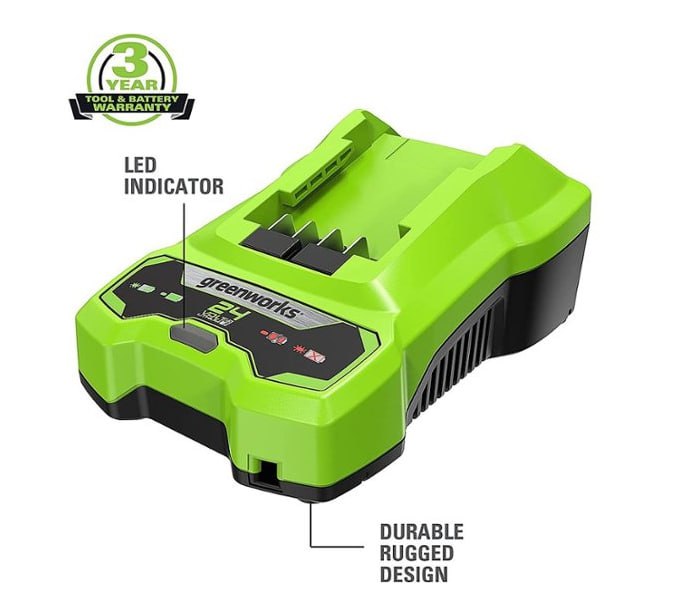 3
YEAR
TOOL & BATTERY
WARRANTY
LED
INDICATOR
greenworks
24
DURABLE
RUGGED
DESIGN